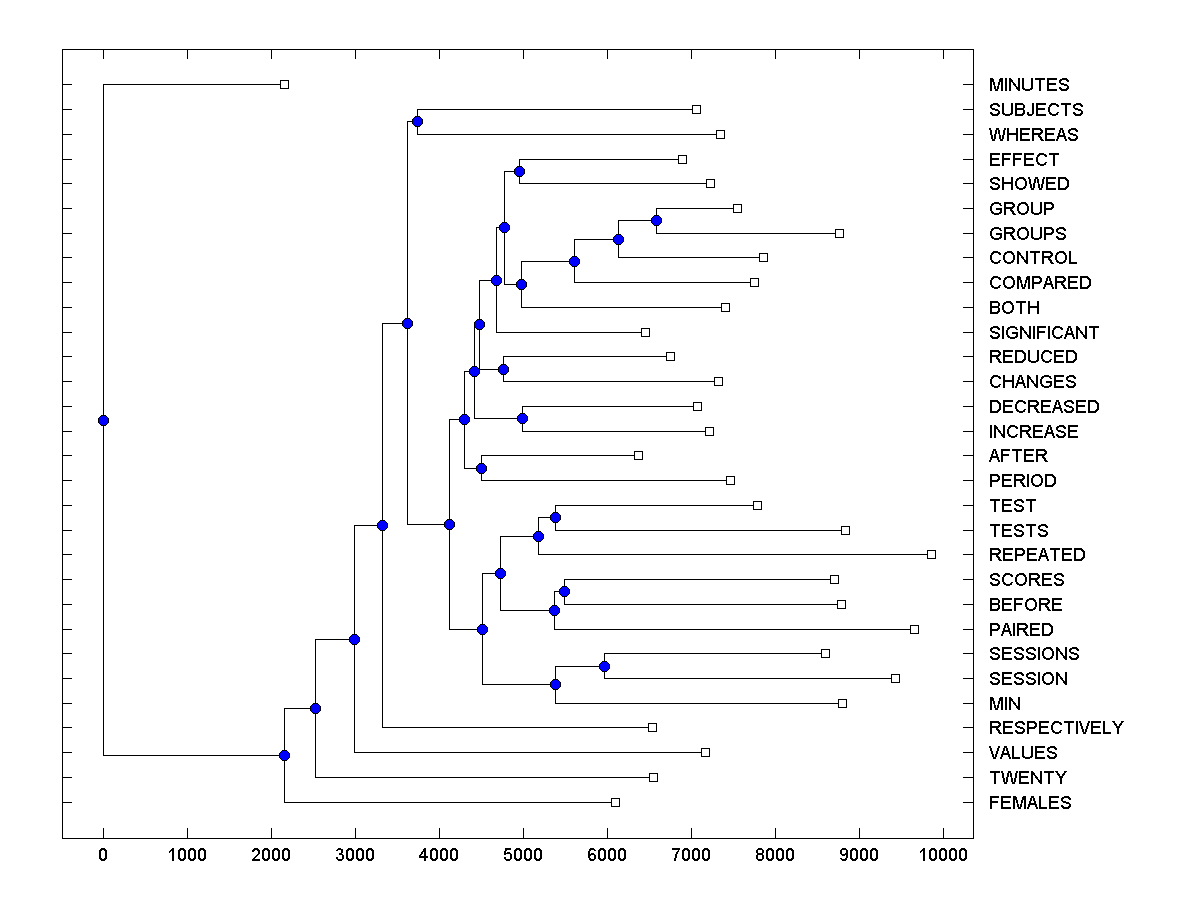 MINUTES
SUBJECTS
WHEREAS
EFFECT
SHOWED
GROUP
GROUPS
CONTROL
COMPARED
BOTH
SIGNIFICANT
REDUCED
CHANGES
DECREASED
INCREASE
AFTER
PERIOD
TEST
TESTS
REPEATED
SCORES
BEFORE
PAIRED
SESSIONS
SESSION
MIN
RESPECTIVELY
VALUES
TWENTY
FEMALES
0 1000 2000 3000 4000 5000 6000 7000 8000 9000 10000